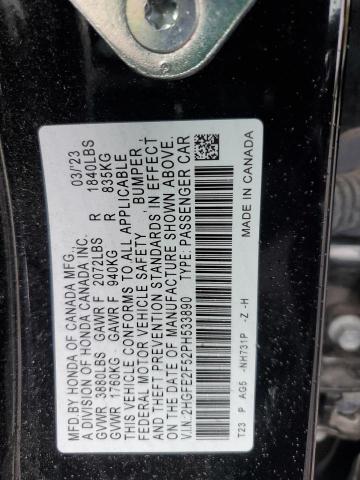 MFD.BY HONDA OF CANADA MFG. 03/'23
A DIVISION OF HONDA CANADA INC.
GVWR 3880LBS GAWR F 2072LBS R 1840LBS
GVWR 1760KG GAWR F 940KG R 835KG
THIS VEHICLE CONFORMS TO ALL APPLICABLE
FEDERAL MOTOR VEHICLE SAFETY , BUMPER,
AND THEFT PREVENTION STANDARDS IN EFFECT
ON THE DATE OF MANUFACTURE SHOWN ABOVE.
V.I.N:2HGFE2F52PH533890 TYPE: PASSENGER CAR
T23 P AG5 -NH731P -Z -H
MADE IN CANADA